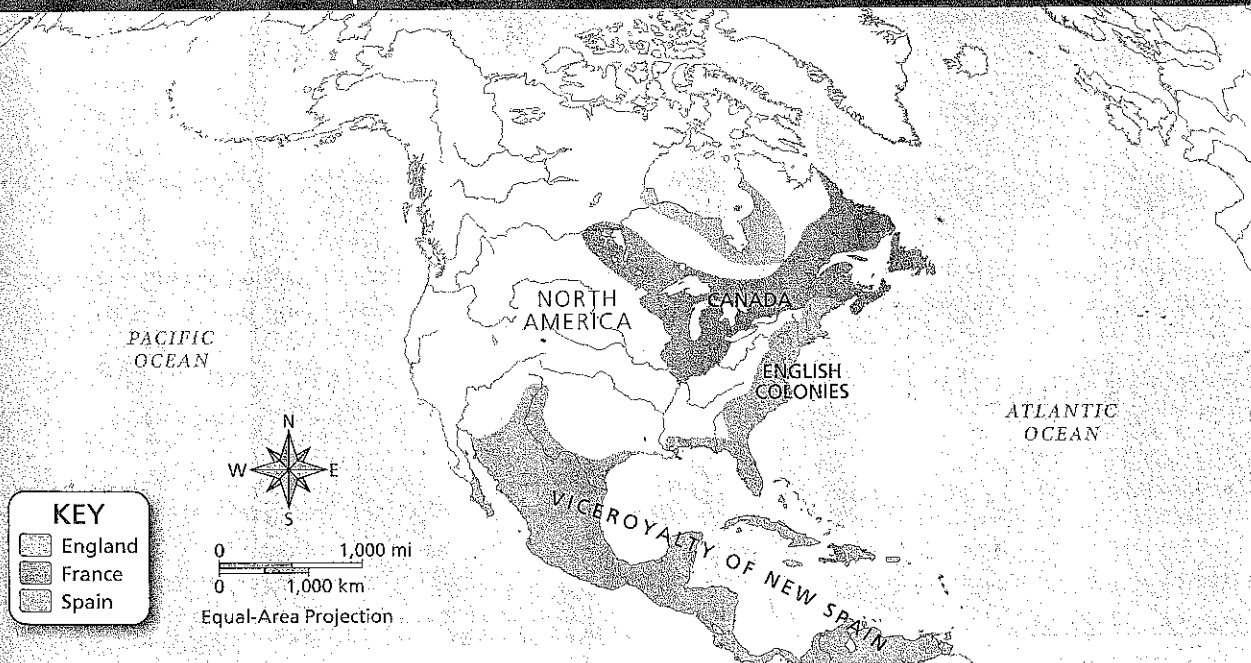 NORTH
AMERICA
CANADA
PACIFIC
OCEAN
ENGLISH
COLONIES
ATLANTIC
OCEAN
N
W E
S
VICEROYALTY OF NEW SPAIN
KEY
England
France
Spain
0 1,000 mi
0 1,000 km
Equal-Area Projection